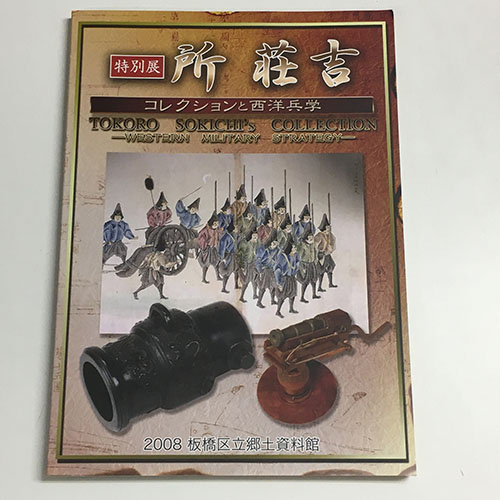 特別展
所 荘吉
コレクションと西洋兵学
TOKORO SOKICHI's COLLECTION
—WESTERN MILITARY STRATEGY—
2008 板橋区立郷土資料館